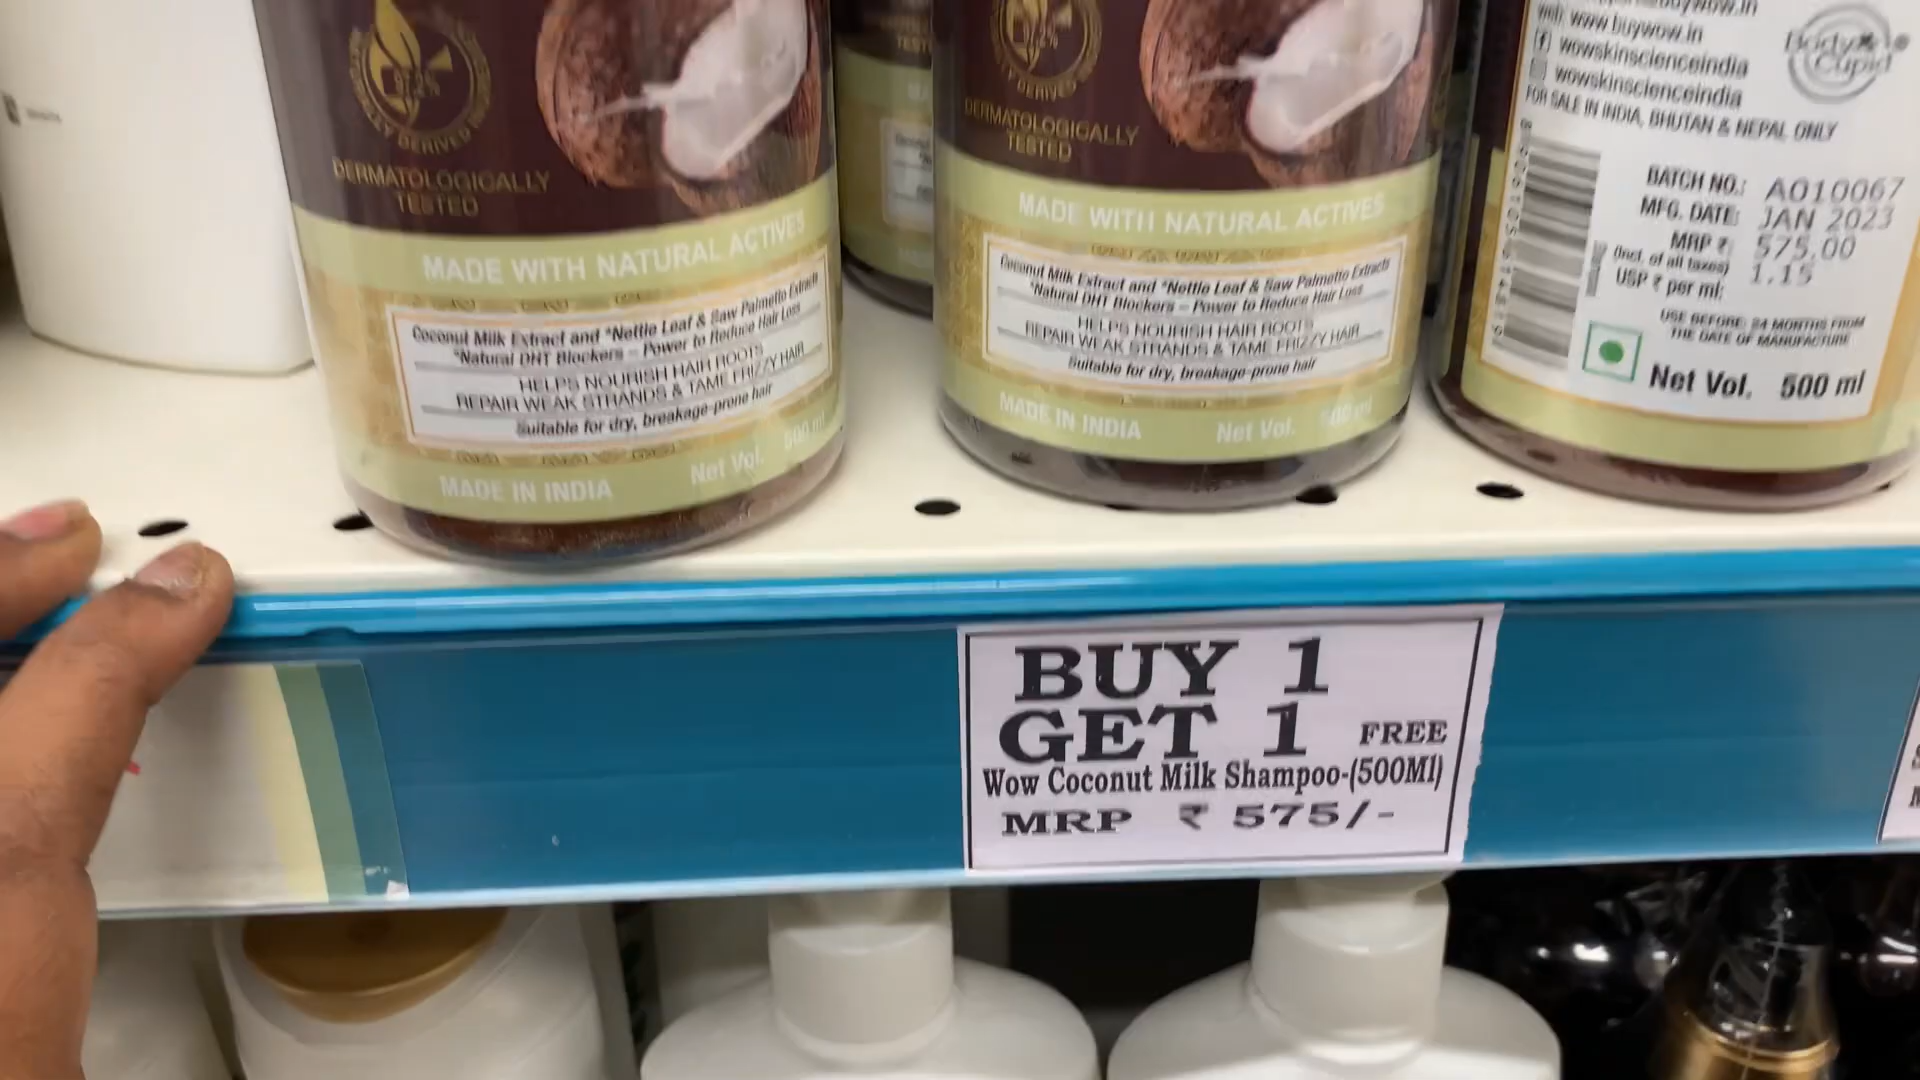 DERMATOLOGICALLY
TESTED
MADE WITH NATURAL ACTIVES
Coconut Milk Extract and *Nettle Leaf & Saw Palmetto Extracts
*Natural DHT Blockers – Power to Reduce Hair Loss
HELPS NOURISH HAIR ROOTS
REPAIR WEAK STRANDS & TAME FRIZZY HAIR
Suitable for dry, breakage-prone hair
MADE IN INDIA Net Vol. 500 ml
DERMATOLOGICALLY
TESTED
MADE WITH NATURAL ACTIVES
Coconut Milk Extract and *Nettle Leaf & Saw Palmetto Extracts
*Natural DHT Blockers – Power to Reduce Hair Loss
HELPS NOURISH HAIR ROOTS
REPAIR WEAK STRANDS & TAME FRIZZY HAIR
Suitable for dry, breakage-prone hair
MADE IN INDIA Net Vol. 500 ml
www.buywow.in
wowskinscienceindia
wowskinscienceindia
FOR SALE IN INDIA, BHUTAN & NEPAL ONLY
Body Cupid
BATCH NO.: A010067
MFG. DATE: JAN 2023
MRP ₹: 575.00
(Incl. of all taxes)
USP ₹ per ml: 1.15
USE BEFORE: 24 MONTHS FROM
THE DATE OF MANUFACTURE
Net Vol. 500 ml
BUY 1
GET 1 FREE
Wow Coconut Milk Shampoo-(500Ml)
MRP ₹ 575/-